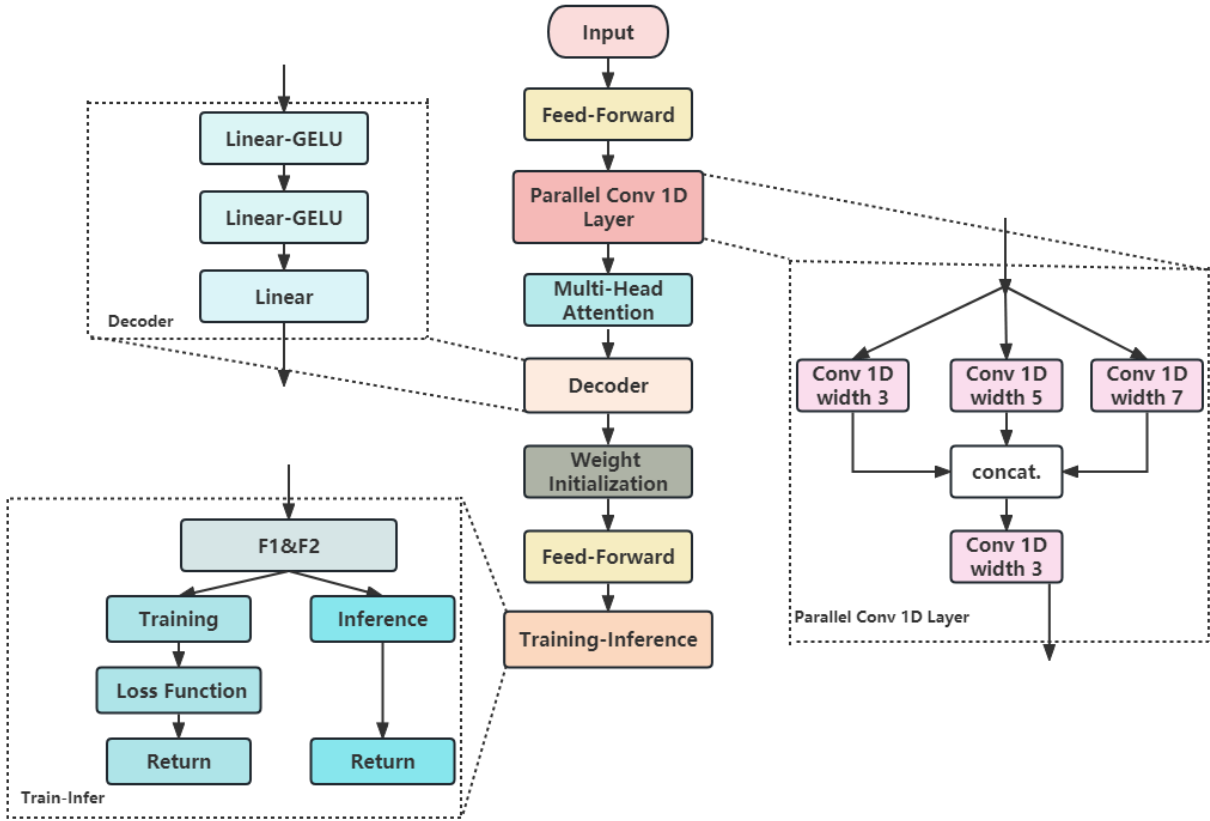 Input
Feed-Forward
Parallel Conv 1D
Layer
Multi-Head
Attention
Decoder
Weight
Initialization
Feed-Forward
Training-Inference
Linear-GELU
Linear-GELU
Linear
Decoder
F1&F2
Training
Inference
Loss Function
Return
Return
Train-Infer
Conv 1D
width 3
Conv 1D
width 5
Conv 1D
width 7
concat.
Conv 1D
width 3
Parallel Conv 1D Layer